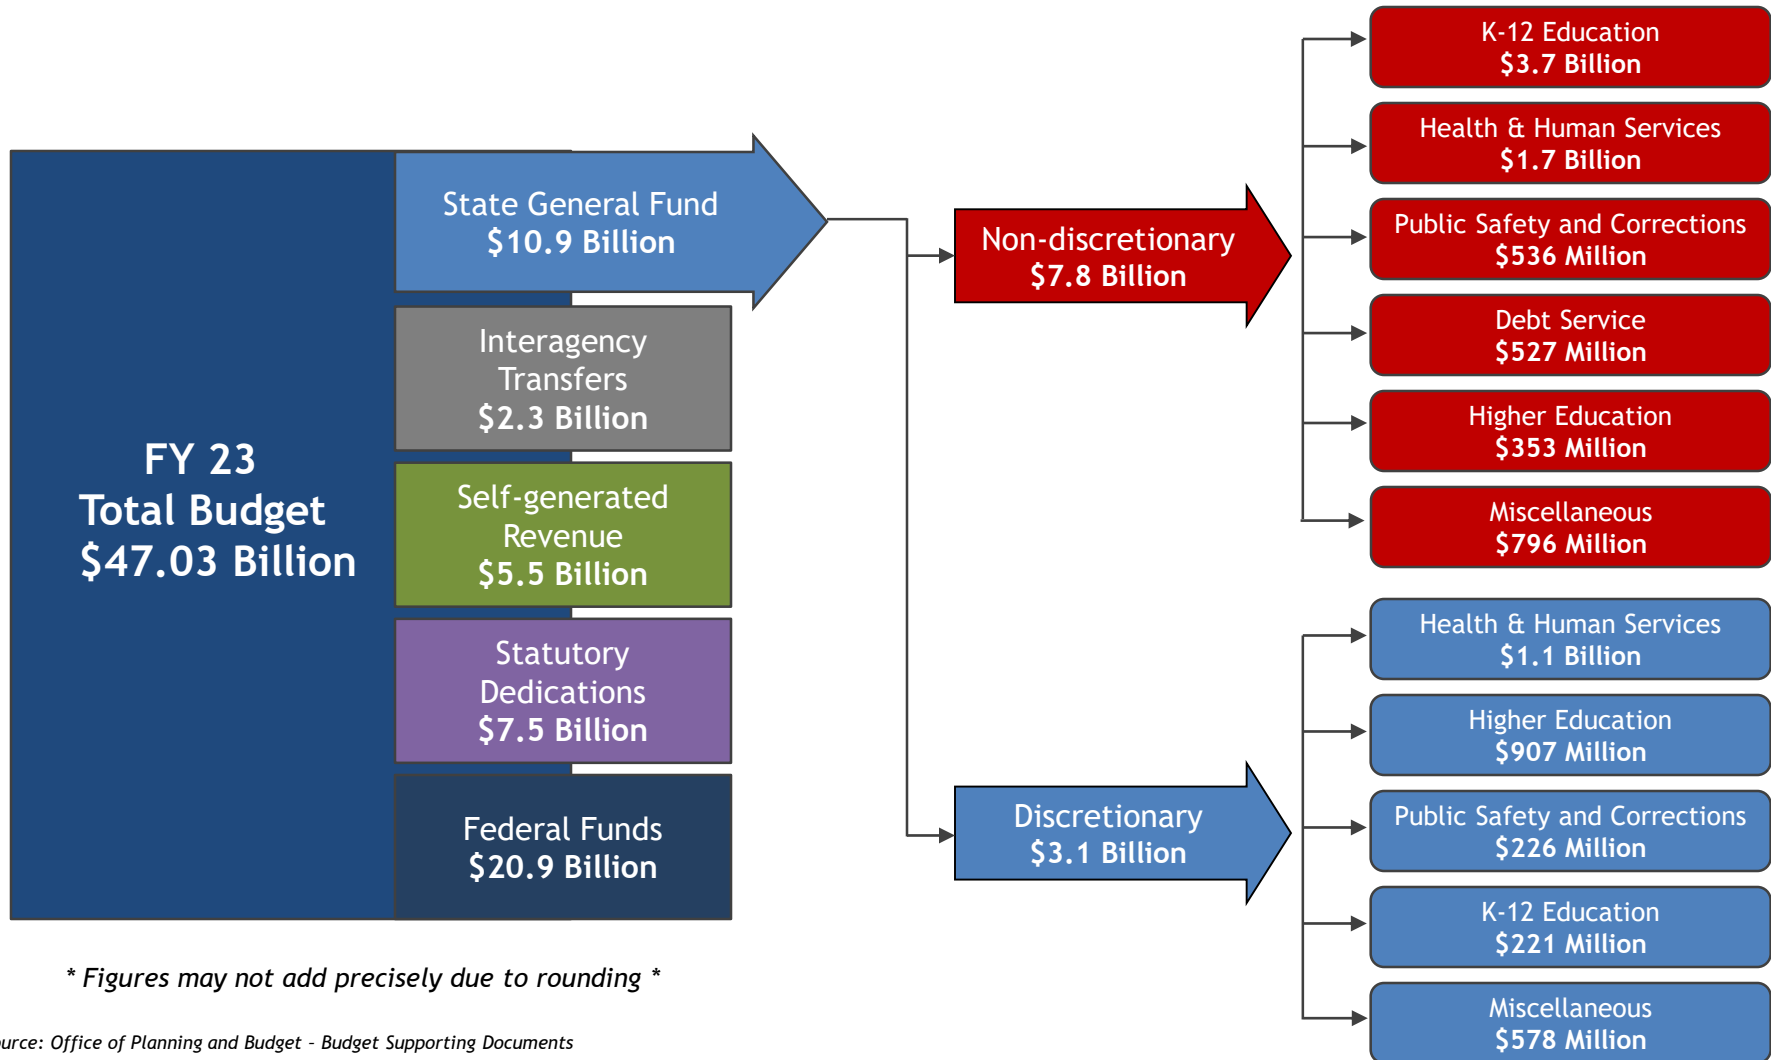 FY 23
Total Budget
$47.03 Billion
State General Fund
$10.9 Billion
Interagency
Transfers
$2.3 Billion
Self-generated
Revenue
$5.5 Billion
Statutory
Dedications
$7.5 Billion
Federal Funds
$20.9 Billion
Non-discretionary
$7.8 Billion
K-12 Education
$3.7 Billion
Health & Human Services
$1.7 Billion
Public Safety and Corrections
$536 Million
Debt Service
$527 Million
Higher Education
$353 Million
Miscellaneous
$796 Million
Discretionary
$3.1 Billion
Health & Human Services
$1.1 Billion
Higher Education
$907 Million
Public Safety and Corrections
$226 Million
K-12 Education
$221 Million
Miscellaneous
$578 Million
* Figures may not add precisely due to rounding *
ource: Office of Planning and Budget - Budget Supporting Documents